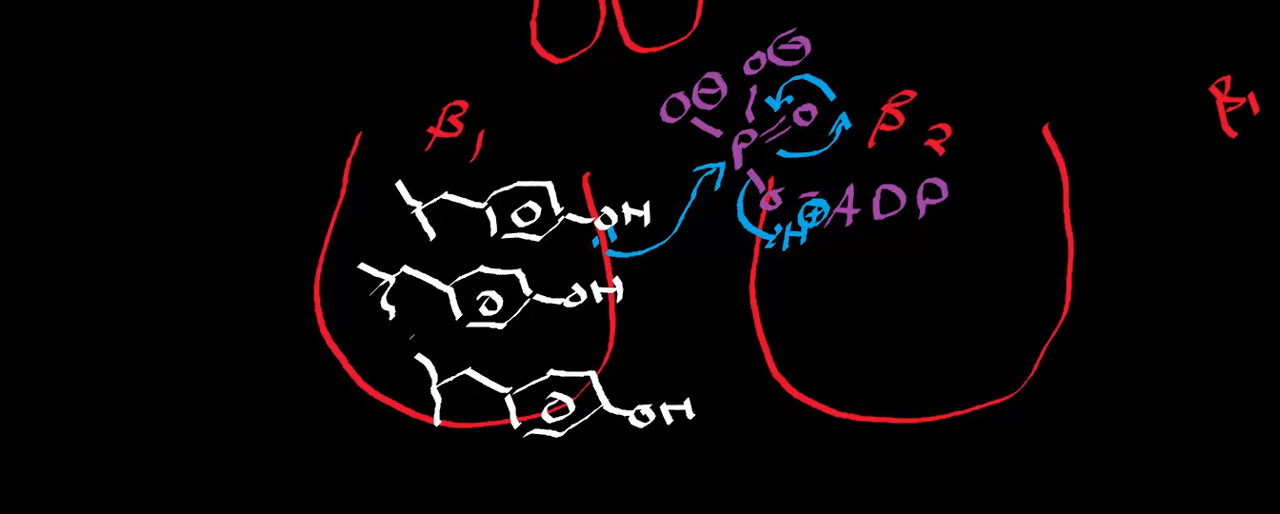 O⊖ O⊖
β1 P=O β2 β1
O-ADP
H⊕
OH
OH
OH